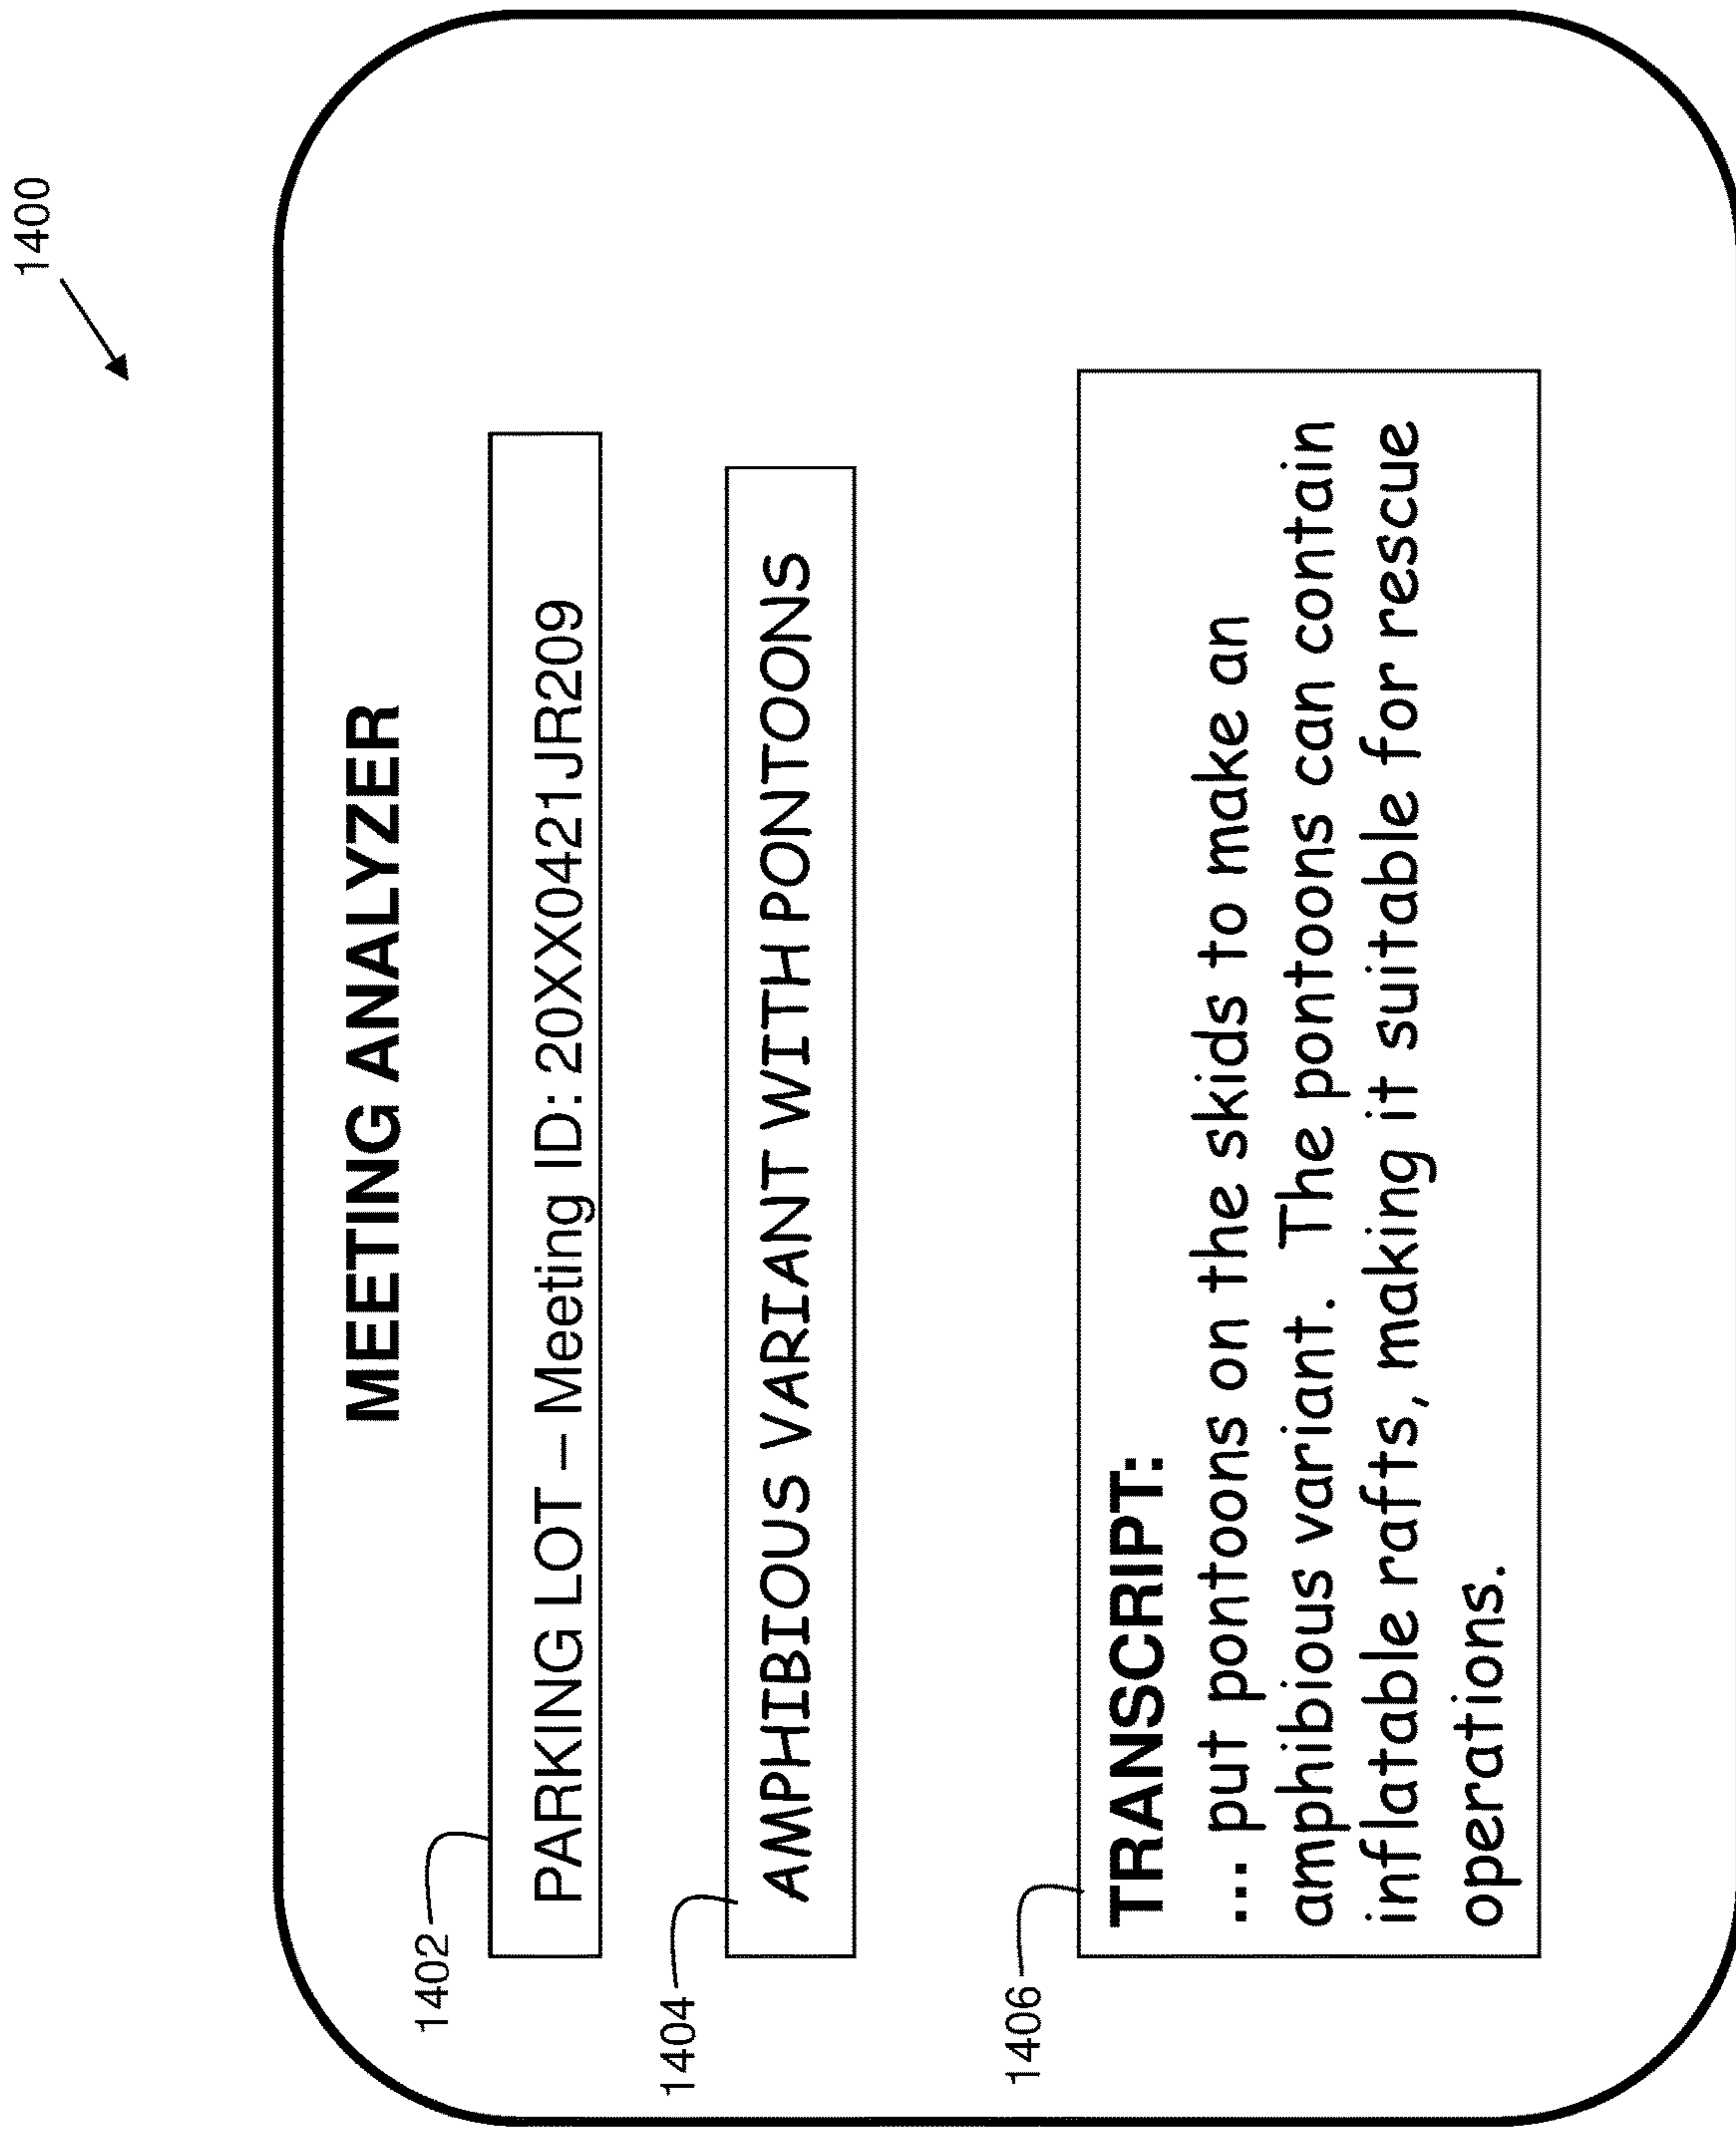 1400
MEETING ANALYZER
1402
PARKING LOT – Meeting ID: 20XX0421JR209
1404
AMPHIBIOUS VARIANT WITH PONTOONS
1406
TRANSCRIPT:
... put pontoons on the skids to make an
amphibious variant. The pontoons can contain
inflatable rafts, making it suitable for rescue
operations.